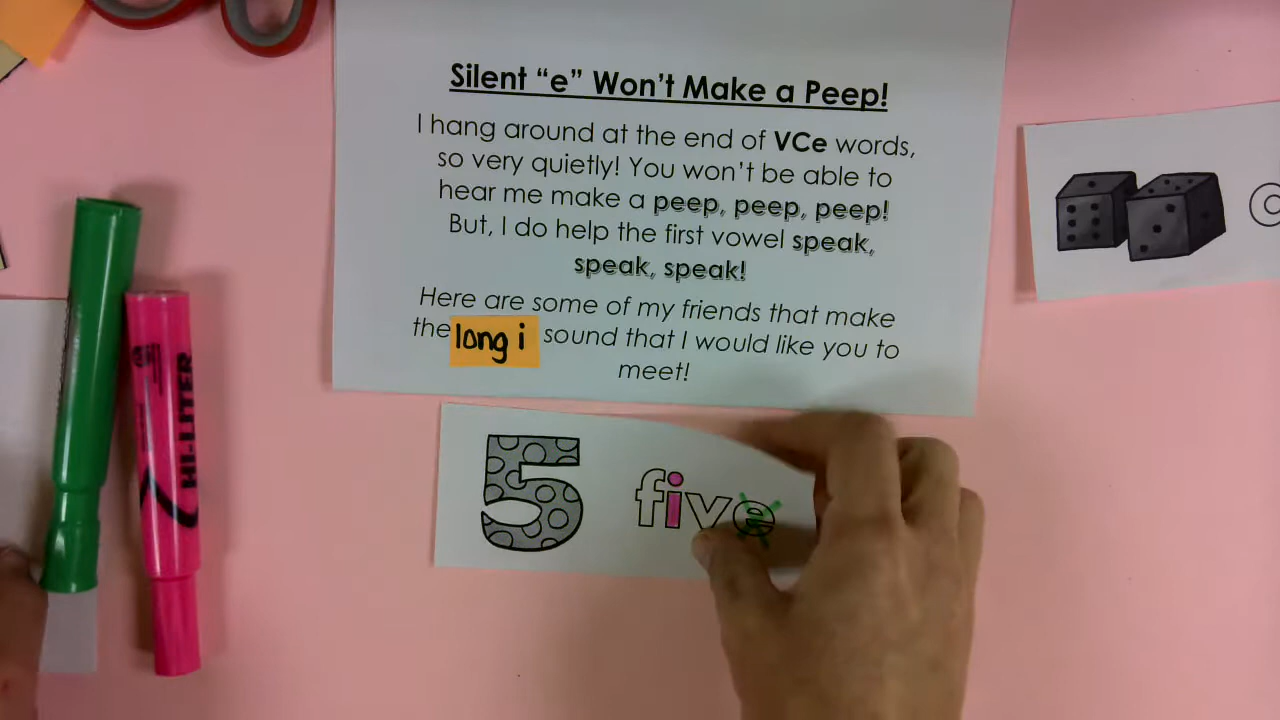 Silent “e” Won’t Make a Peep!
I hang around at the end of VCe words,
so very quietly! You won’t be able to
hear me make a peep, peep, peep!
But, I do help the first vowel speak,
speak, speak!
Here are some of my friends that make
the long i sound that I would like you to
meet!
5 five
HI-LITER